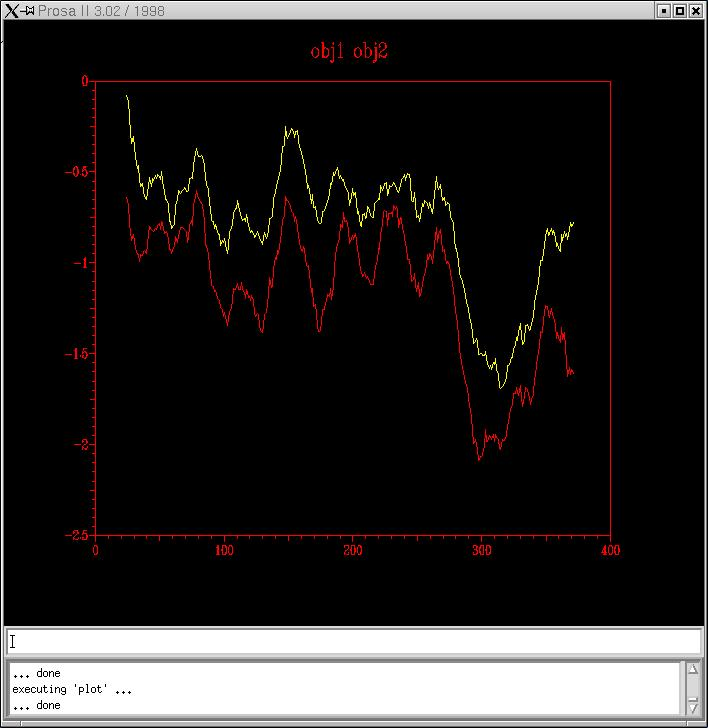 Prosa II 3.02 / 1998
obj1 obj2
0
-0.5
-1
-1.5
-2
-2.5
0 100 200 300 400
... done
executing 'plot' ...
... done